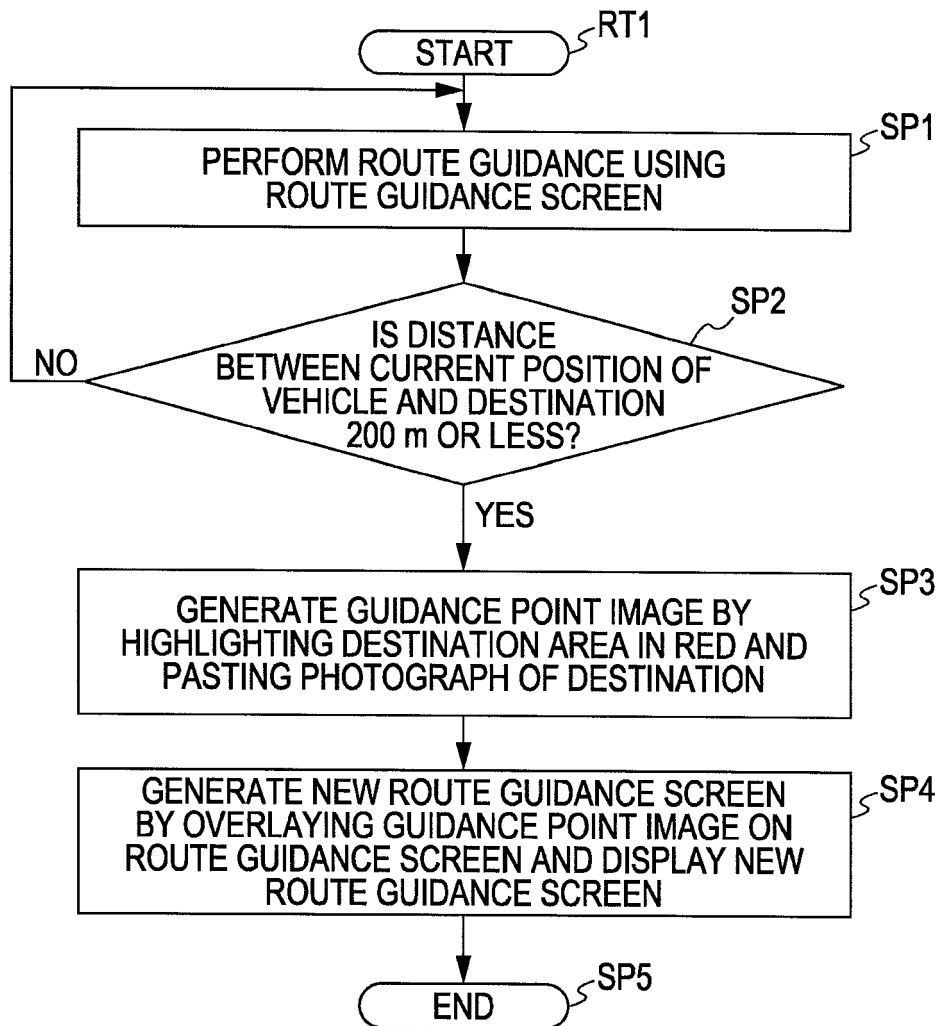 START
RT1
PERFORM ROUTE GUIDANCE USING
ROUTE GUIDANCE SCREEN
SP1
IS DISTANCE
BETWEEN CURRENT POSITION OF
VEHICLE AND DESTINATION
200 m OR LESS?
SP2
NO
YES
GENERATE GUIDANCE POINT IMAGE BY
HIGHLIGHTING DESTINATION AREA IN RED AND
PASTING PHOTOGRAPH OF DESTINATION
SP3
GENERATE NEW ROUTE GUIDANCE SCREEN
BY OVERLAYING GUIDANCE POINT IMAGE ON
ROUTE GUIDANCE SCREEN AND DISPLAY NEW
ROUTE GUIDANCE SCREEN
SP4
END
SP5